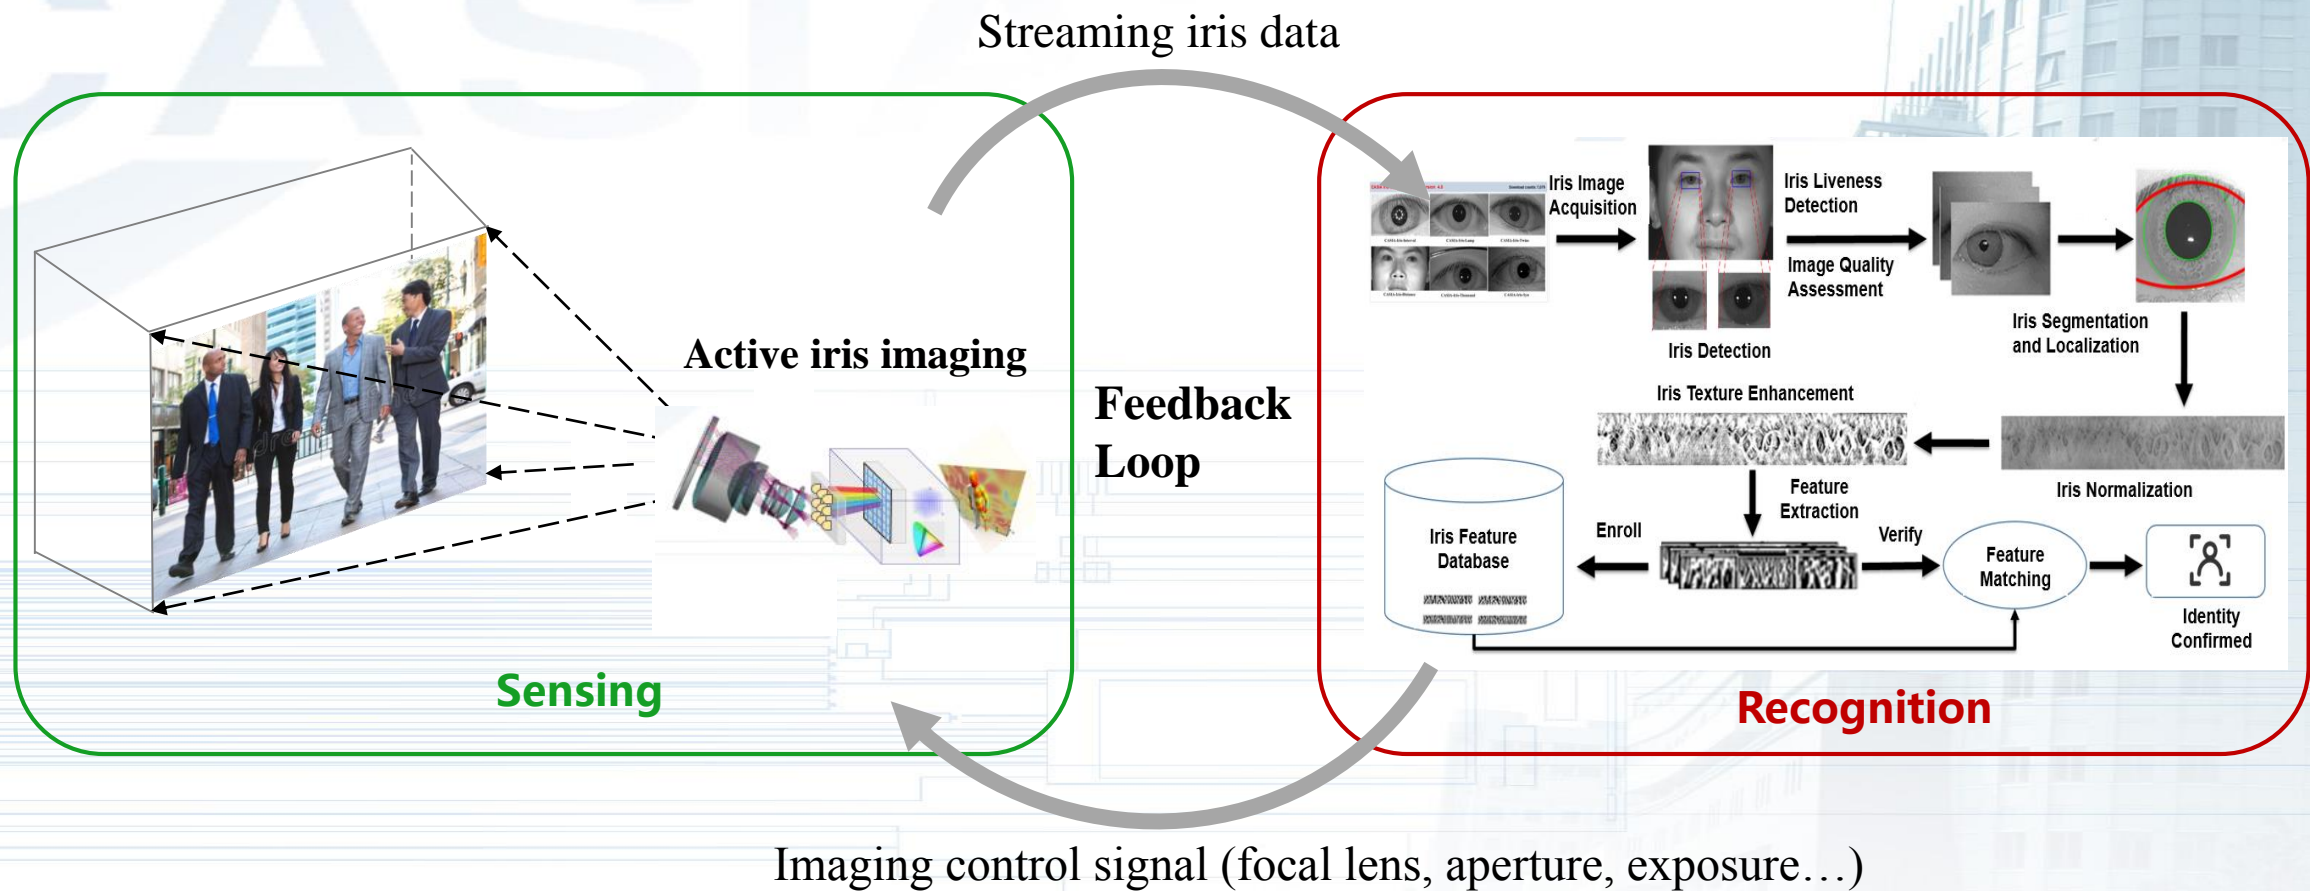 CASIA
Streaming iris data
Active iris imaging
Sensing
Feedback
Loop
Iris Image
Acquisition
Iris Detection
Iris Liveness
Detection
Image Quality
Assessment
Iris Segmentation
and Localization
Iris Texture Enhancement
Iris Normalization
Feature
Extraction
Iris Feature
Database
Enroll
Verify
Feature
Matching
Identity
Confirmed
Recognition
Imaging control signal (focal lens, aperture, exposure…)